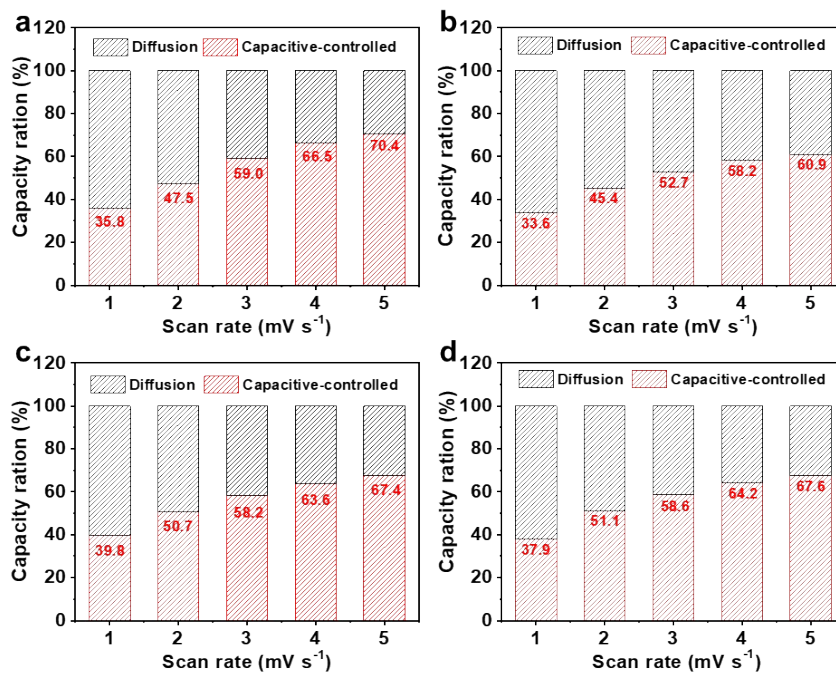 a
120
100
80
60
40
20
0
Capacity ration (%)
Diffusion Capacitive-controlled
35.8 47.5 59.0 66.5 70.4
1 2 3 4 5
Scan rate (mV s⁻¹)
b
120
100
80
60
40
20
0
Capacity ration (%)
Diffusion Capacitive-controlled
33.6 45.4 52.7 58.2 60.9
1 2 3 4 5
Scan rate (mV s⁻¹)
c
120
100
80
60
40
20
0
Capacity ration (%)
Diffusion Capacitive-controlled
39.8 50.7 58.2 63.6 67.4
1 2 3 4 5
Scan rate (mV s⁻¹)
d
120
100
80
60
40
20
0
Capacity ration (%)
Diffusion Capacitive-controlled
37.9 51.1 58.6 64.2 67.6
1 2 3 4 5
Scan rate (mV s⁻¹)